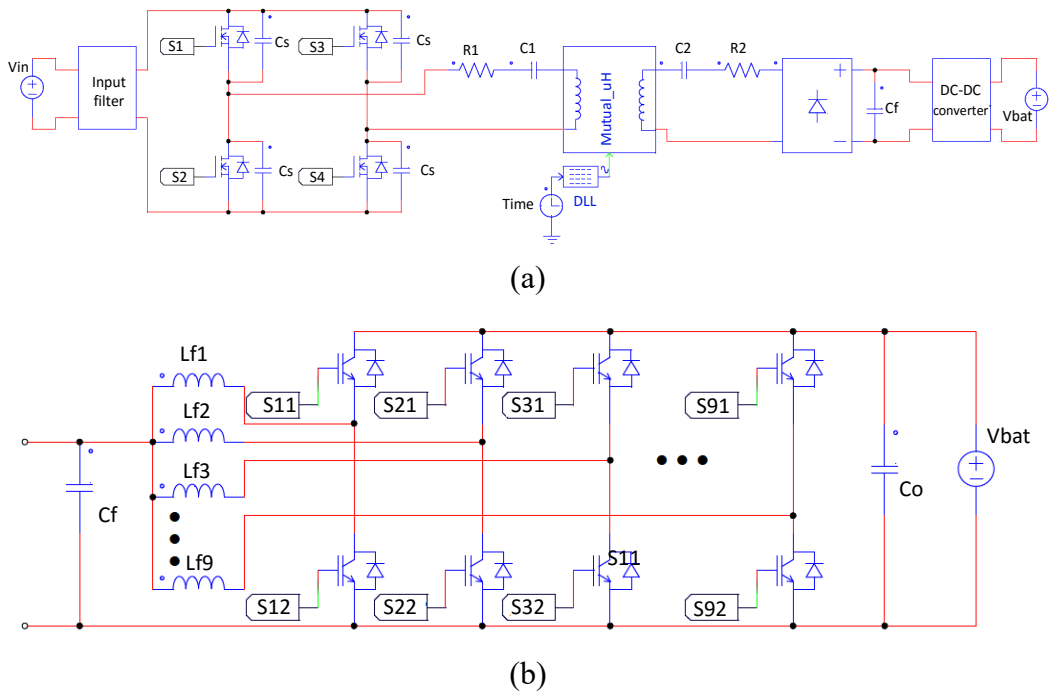 Vin
Input
filter
S1
Cs
S3
Cs
S2
Cs
S4
Cs
R1
C1
Mutual_uH
C2
R2
Time
DLL
+
−
Cf
DC-DC
converter
Vbat
(a)
Cf
Lf1
Lf2
Lf3
Lf9
S11
S21
S31
S91
S12
S22
S32
S11
S92
Co
Vbat
(b)